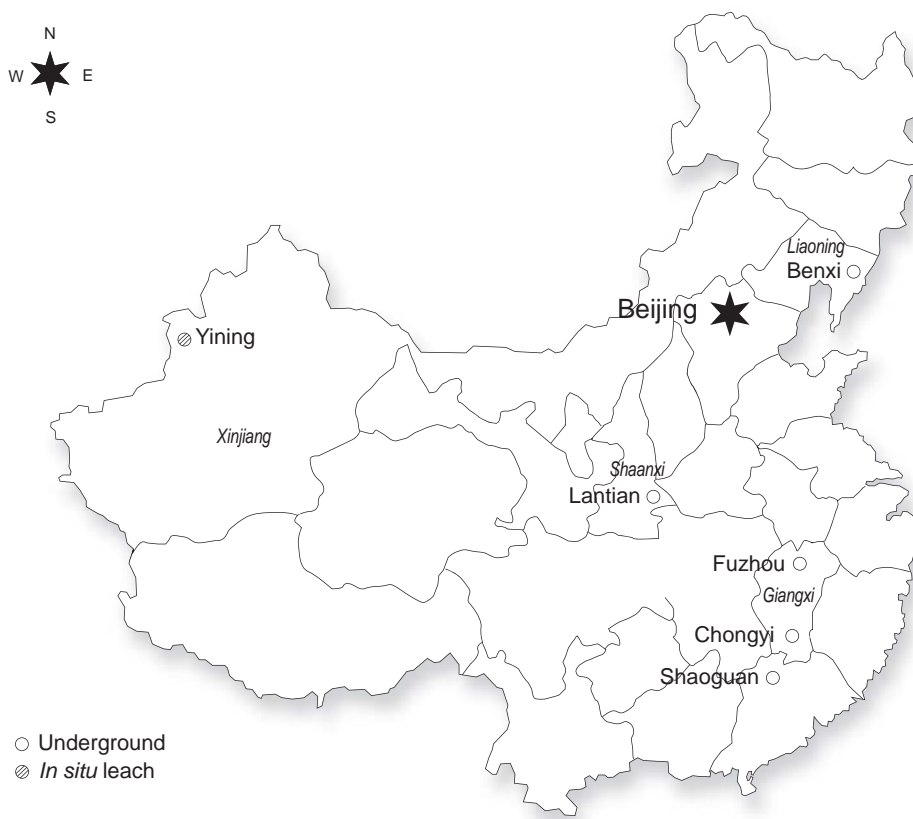 N
W E
S
Liaoning
Benxi
Beijing
Yining
Xinjiang
Shaanxi
Lantian
Fuzhou
Giangxi
Chongyi
Shaoguan
Underground
In situ leach